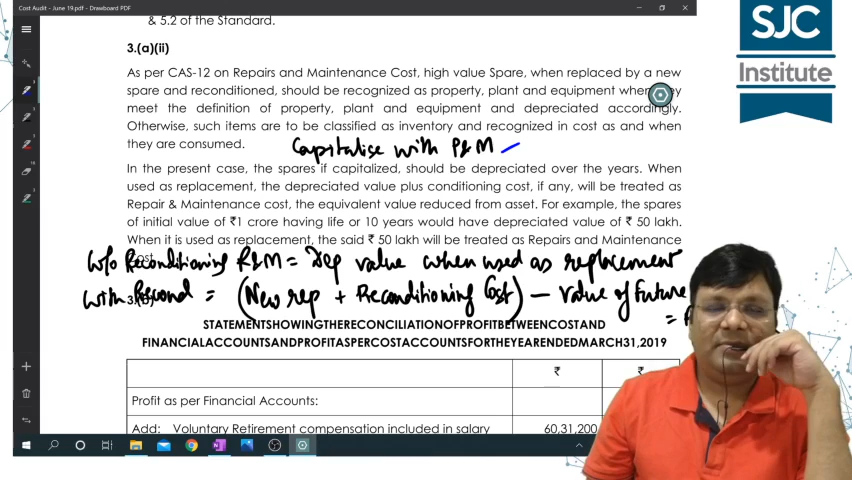 Cost Audit - June 19.pdf - Drawboard PDF
SJC
Institute
& 5.2 of the Standard.
3.(a)(ii)
As per CAS-12 on Repairs and Maintenance Cost, high value Spare, when replaced by a new
spare and reconditioned, should be recognized as property, plant and equipment when they
meet the definition of property, plant and equipment and depreciated accordingly.
Otherwise, such items are to be classified as inventory and recognized in cost as and when
they are consumed.
Capitalise with P&M
In the present case, the spares if capitalized, should be depreciated over the years. When
used as replacement, the depreciated value plus conditioning cost, if any, will be treated as
Repair & Maintenance cost, the equivalent value reduced from asset. For example, the spares
of initial value of ₹1 crore having life or 10 years would have depreciated value of ₹ 50 lakh.
When it is used as replacement, the said ₹ 50 lakh will be treated as Repairs and Maintenance
Cost.
w/o Reconditioning R&M = Dep value when used as replacement
with Recond = (New rep + Reconditioning Cost) - Value of Future
=
3.(b)
STATEMENTSHOWINGTHERECONCILIATIONOFPROFITBETWEENCOSTAND
FINANCIALACCOUNTSANDPROFITASPERCOSTACCOUNTSFORTHEYEARENDEDMARCH31,2019
₹ ₹
Profit as per Financial Accounts:
Add: Voluntary Retirement compensation included in salary 60,31,200